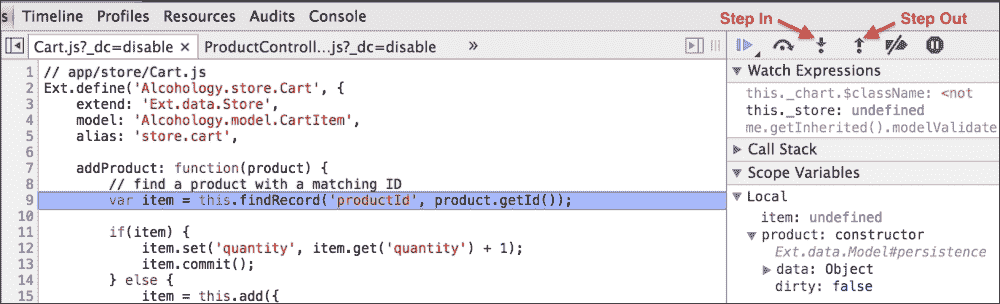 s Timeline Profiles Resources Audits Console
Step In
Step Out
Cart.js?_dc=disable × ProductControll...js?_dc=disable »
1 // app/store/Cart.js
2 Ext.define('Alcohology.store.Cart', {
3 extend: 'Ext.data.Store',
4 model: 'Alcohology.model.CartItem',
5 alias: 'store.cart',
6
7 addProduct: function(product) {
8 // find a product with a matching ID
9 var item = this.findRecord('productId', product.getId());
10
11 if(item) {
12 item.set('quantity', item.get('quantity') + 1);
13 item.commit();
14 } else {
15 item = this.add({
Watch Expressions
this._chart.$className: <not
this._store: undefined
me.getInherited().modelValidate
Call Stack
Scope Variables
Local
item: undefined
product: constructor
Ext.data.Model#persistence
data: Object
dirty: false